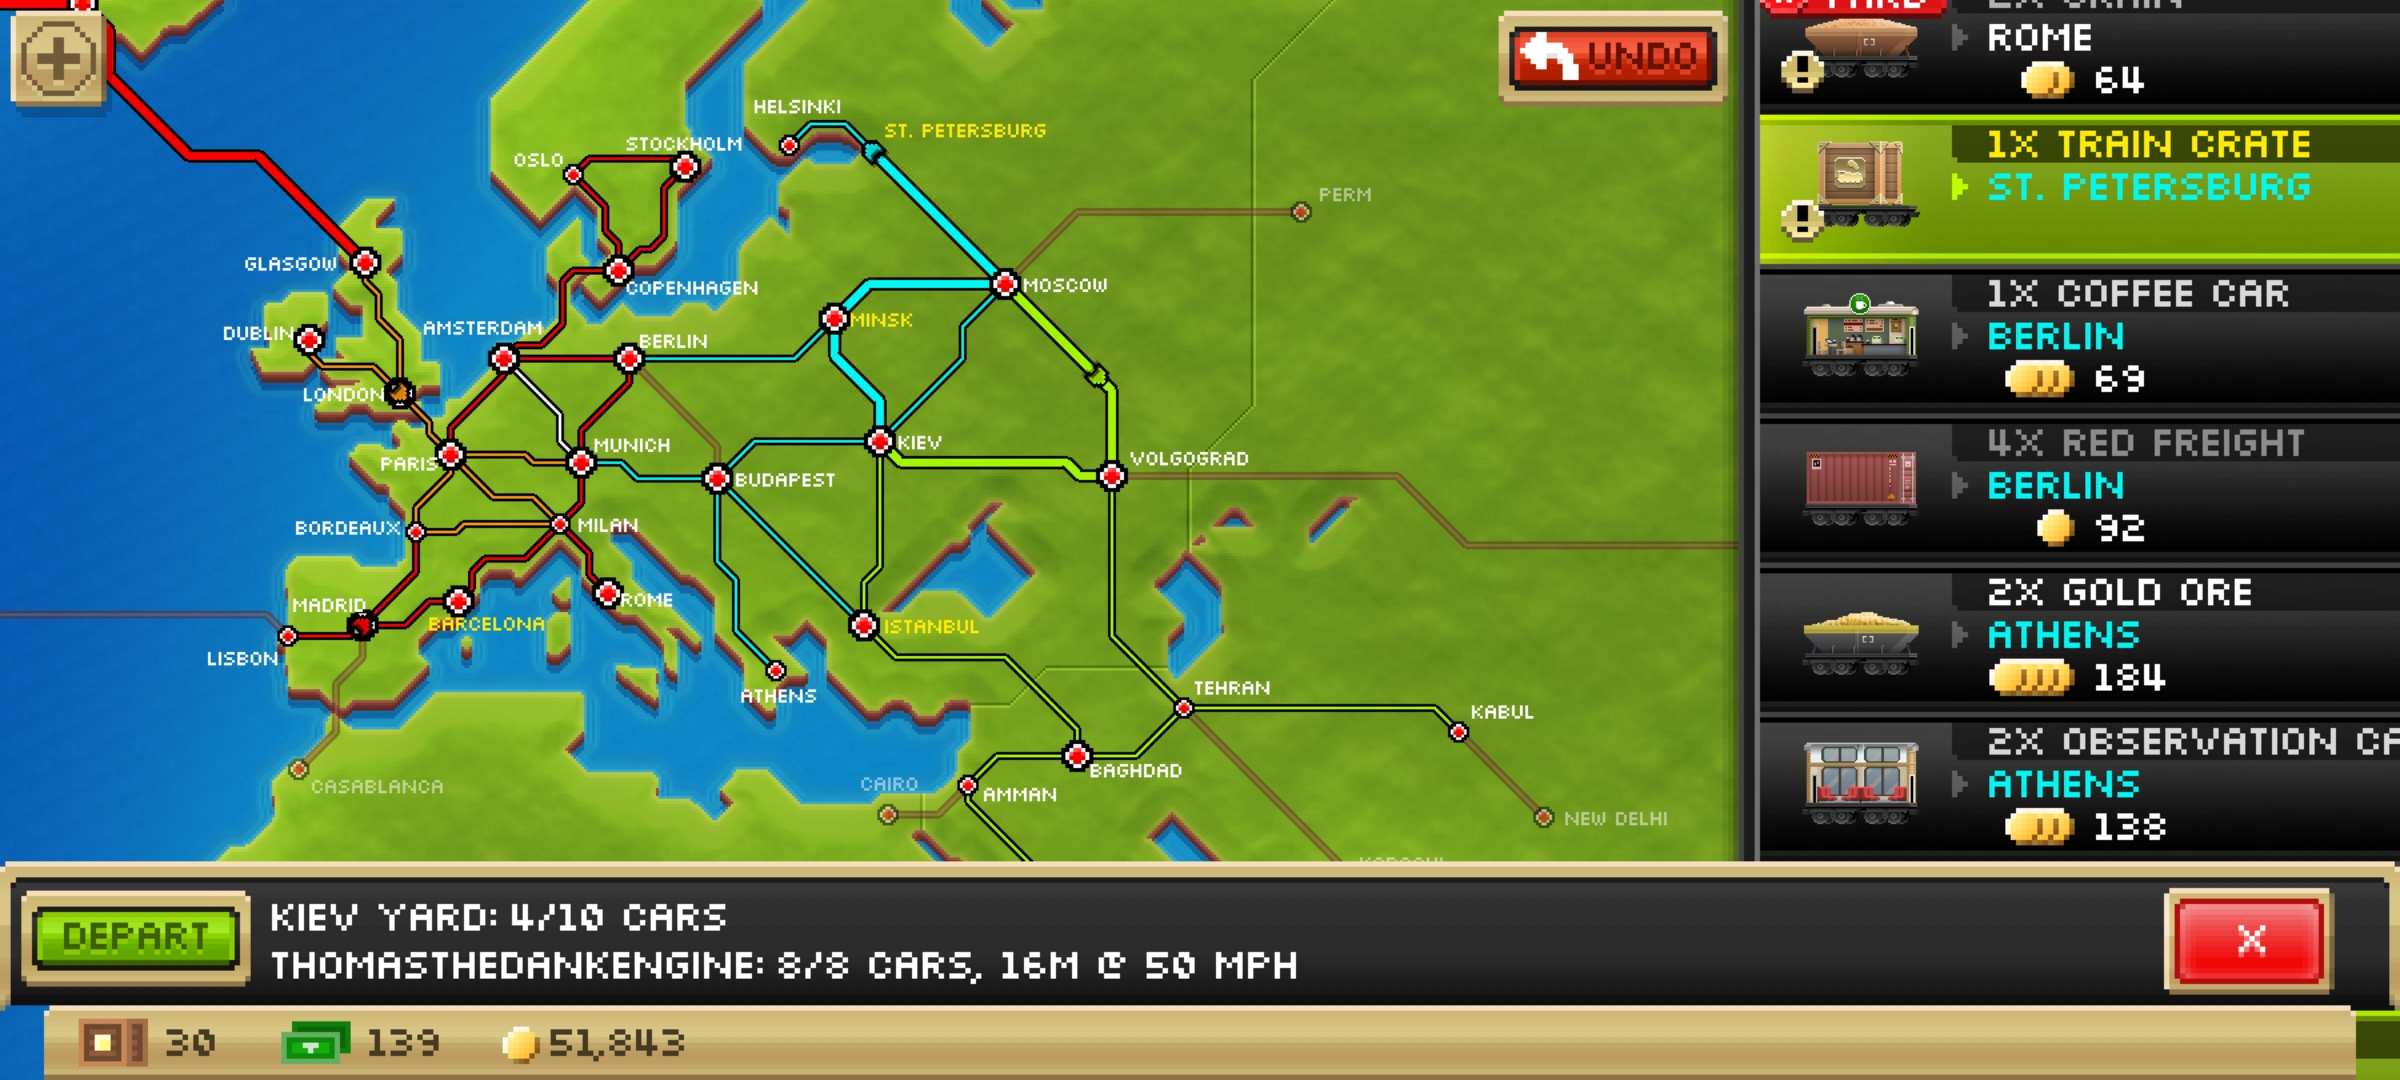 UNDO
HELSINKI
ST. PETERSBURG
STOCKHOLM
OSLO
PERM
GLASGOW
COPENHAGEN
MOSCOW
DUBLIN
AMSTERDAM
BERLIN
MINSK
LONDON
PARIS
MUNICH
KIEV
BUDAPEST
VOLGOGRAD
BORDEAUX
MILAN
MADRID
BARCELONA
ROME
ISTANBUL
LISBON
ATHENS
TEHRAN
KABUL
CASABLANCA
CAIRO
AMMAN
BAGHDAD
NEW DELHI
YARD
2X GRAIN
ROME
64
1X TRAIN CRATE
ST. PETERSBURG
1X COFFEE CAR
BERLIN
69
4X RED FREIGHT
BERLIN
92
2X GOLD ORE
ATHENS
184
2X OBSERVATION CA
ATHENS
138
DEPART
KIEV YARD: 4/10 CARS
THOMASTHEDANKENGINE: 8/8 CARS, 16M @ 50 MPH
X
30
139
51,843